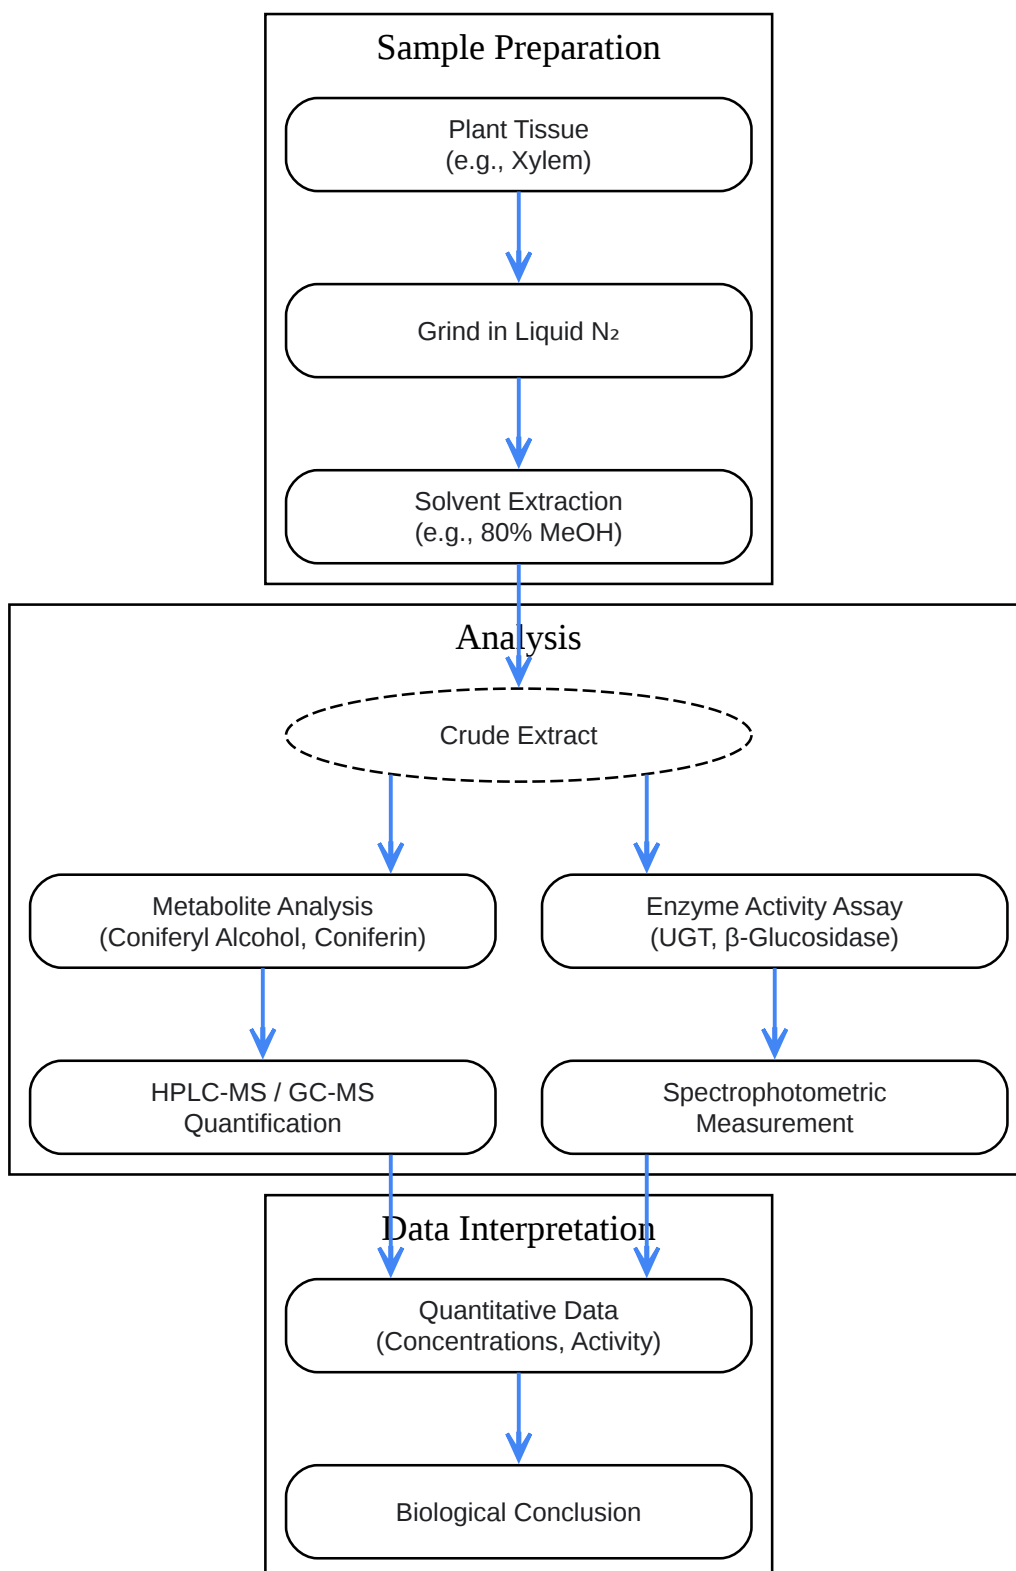 Sample Preparation
Plant Tissue
(e.g., Xylem)
Grind in Liquid N₂
Solvent Extraction
(e.g., 80% MeOH)
Analysis
Crude Extract
Metabolite Analysis
(Coniferyl Alcohol, Coniferin)
Enzyme Activity Assay
(UGT, β-Glucosidase)
HPLC-MS / GC-MS
Quantification
Spectrophotometric
Measurement
Data Interpretation
Quantitative Data
(Concentrations, Activity)
Biological Conclusion